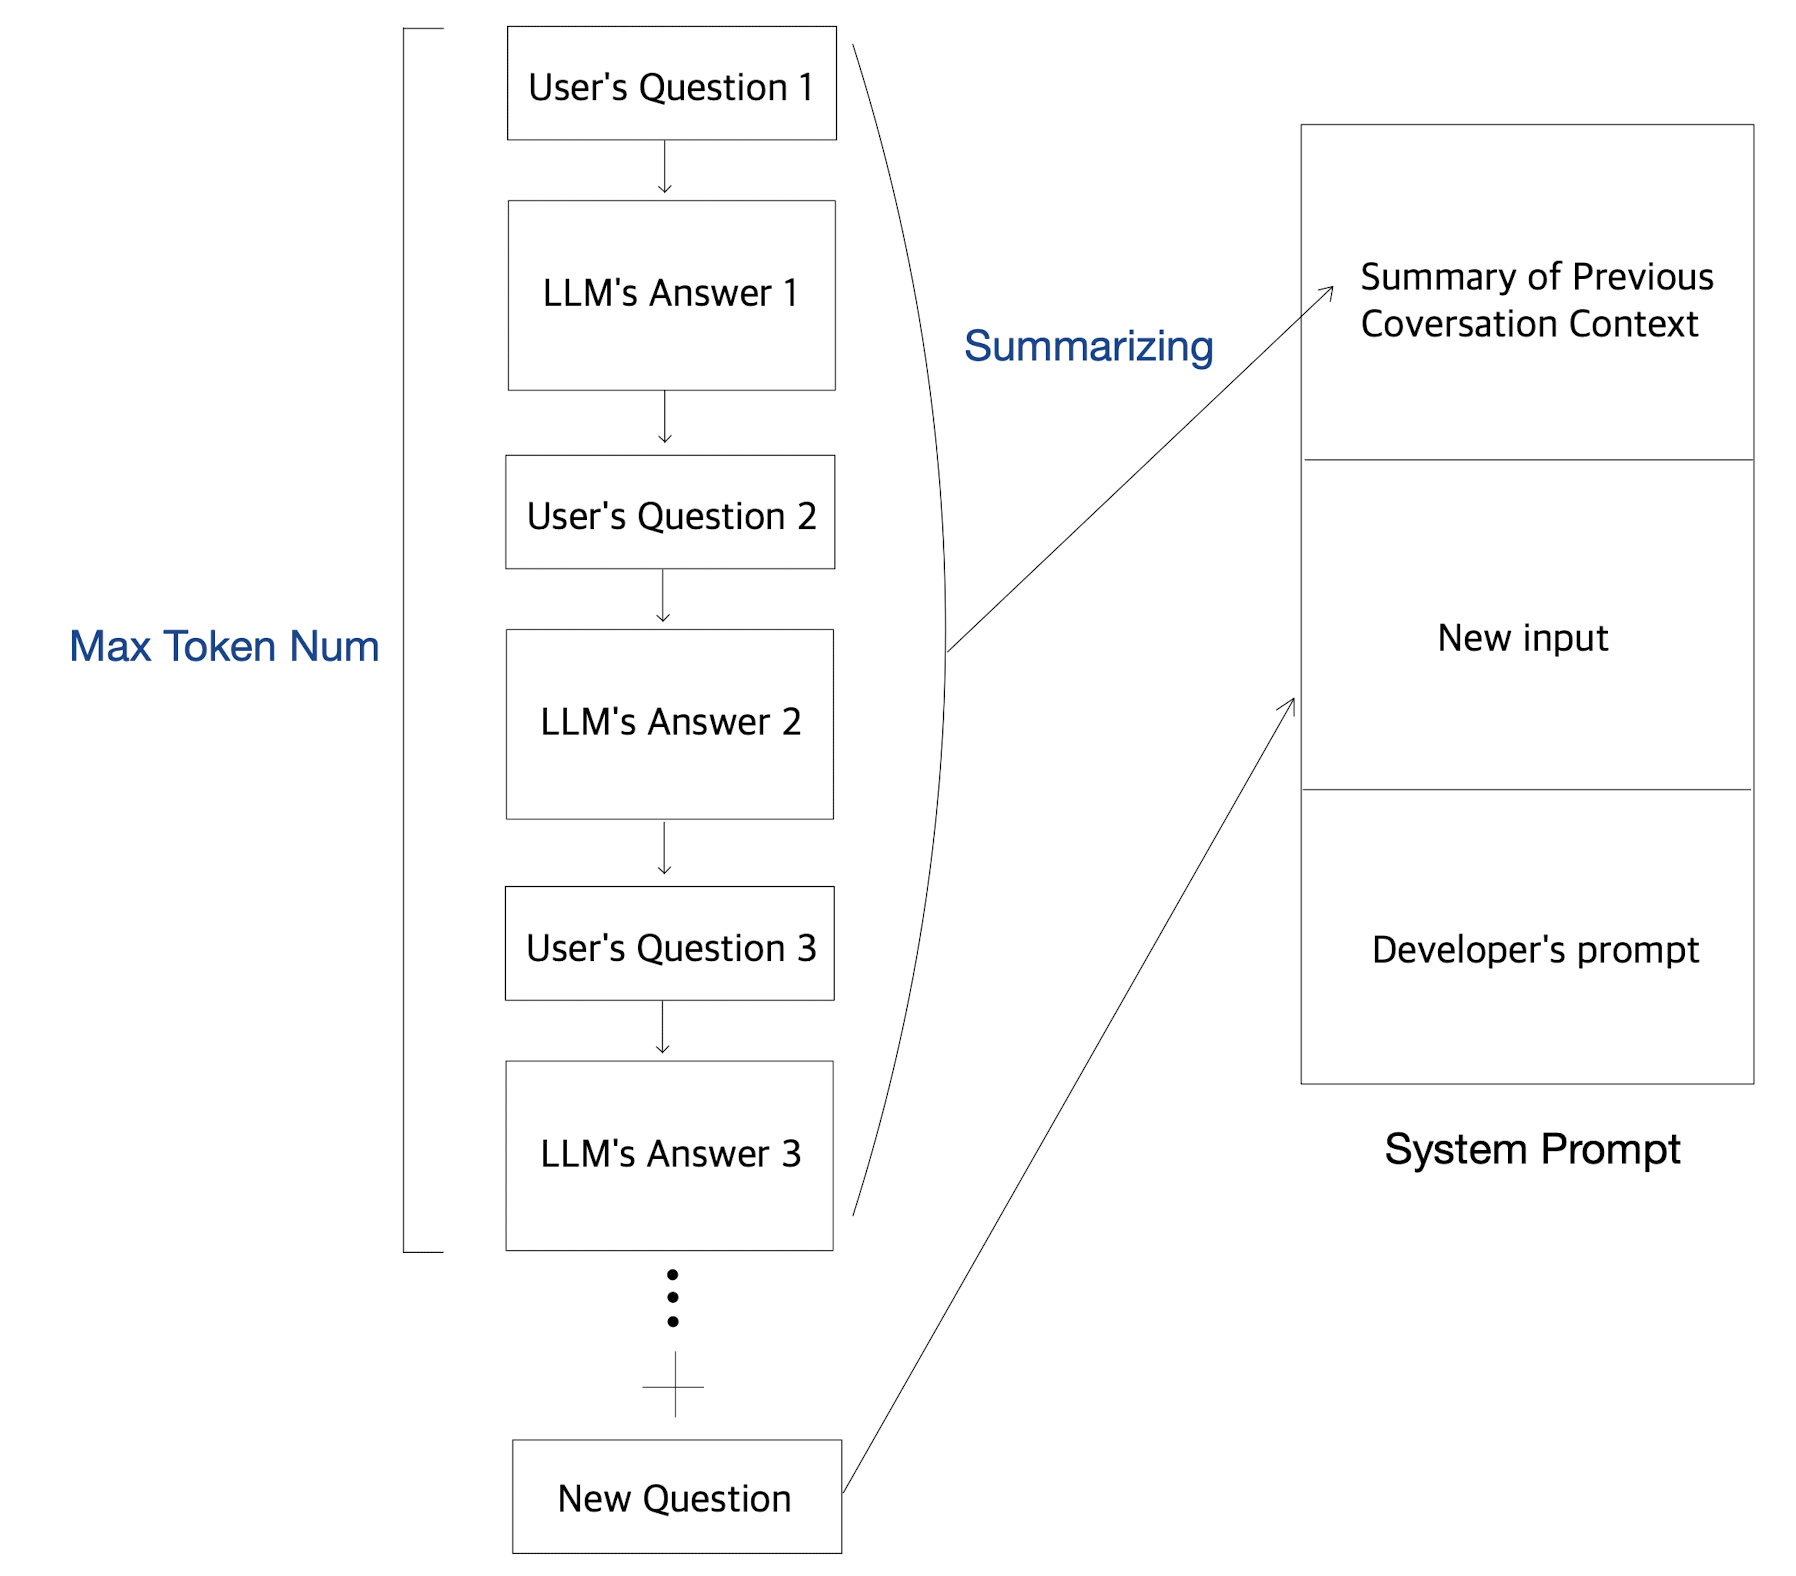 User's Question 1
LLM's Answer 1
User's Question 2
LLM's Answer 2
User's Question 3
LLM's Answer 3
New Question
Max Token Num
Summarizing
Summary of Previous
Coversation Context
New input
Developer's prompt
System Prompt